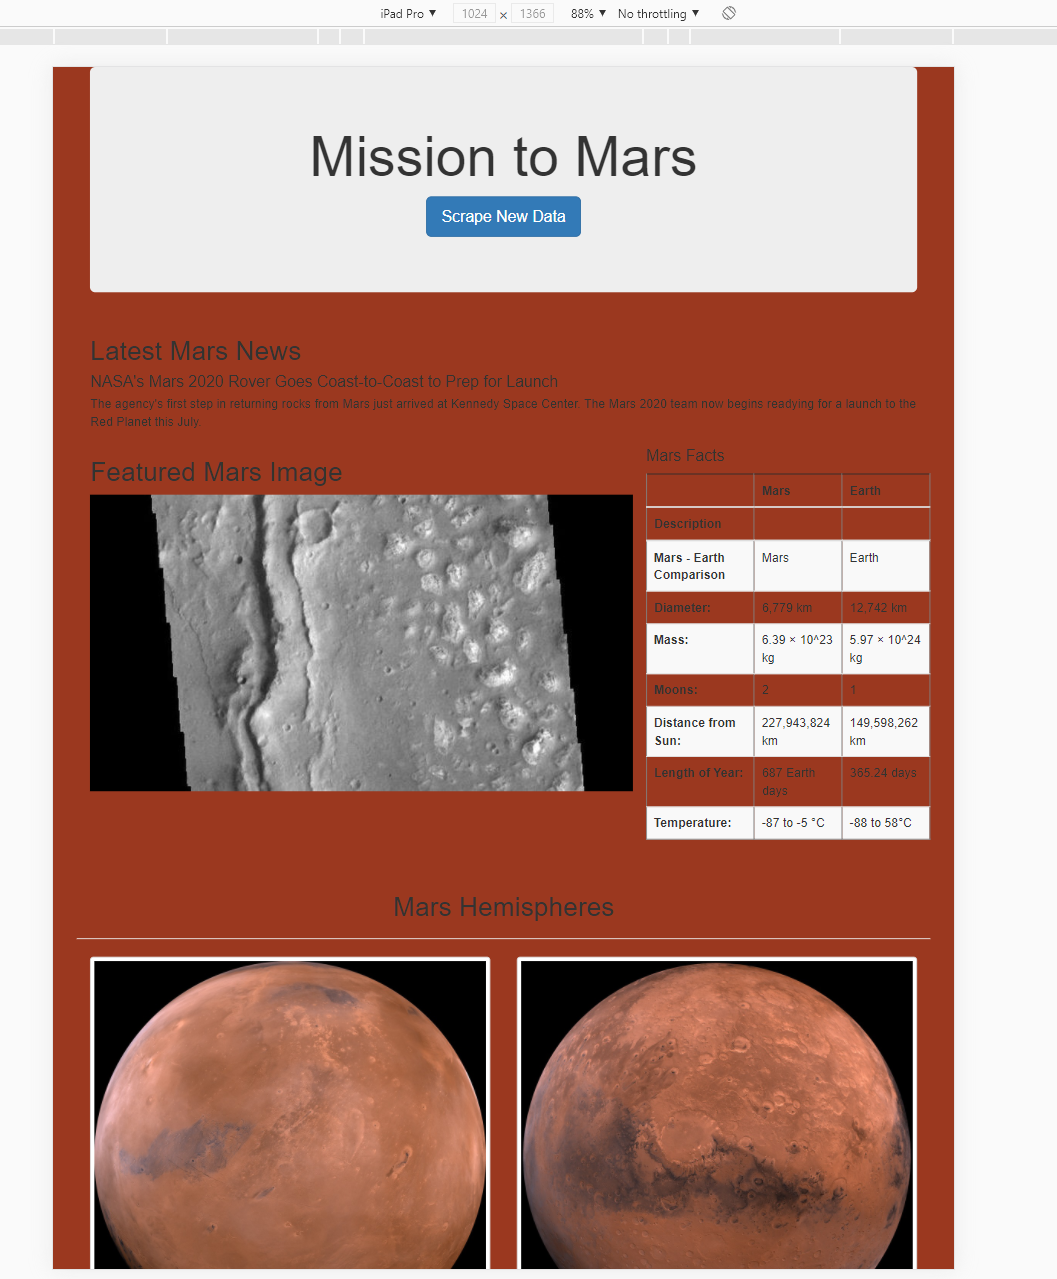 iPad Pro ▼ 1024 × 1366 88% ▼ No throttling ▼
Mission to Mars
Scrape New Data
Latest Mars News
NASA's Mars 2020 Rover Goes Coast-to-Coast to Prep for Launch
The agency's first step in returning rocks from Mars just arrived at Kennedy Space Center. The Mars 2020 team now begins readying for a launch to the
Red Planet this July.
Featured Mars Image
Mars Facts
Mars Earth
Description
Mars - Earth Comparison Mars Earth
Diameter: 6,779 km 12,742 km
Mass: 6.39 × 10^23 kg 5.97 × 10^24 kg
Moons: 2 1
Distance from Sun: 227,943,824 km 149,598,262 km
Length of Year: 687 Earth days 365.24 days
Temperature: -87 to -5 °C -88 to 58°C
Mars Hemispheres